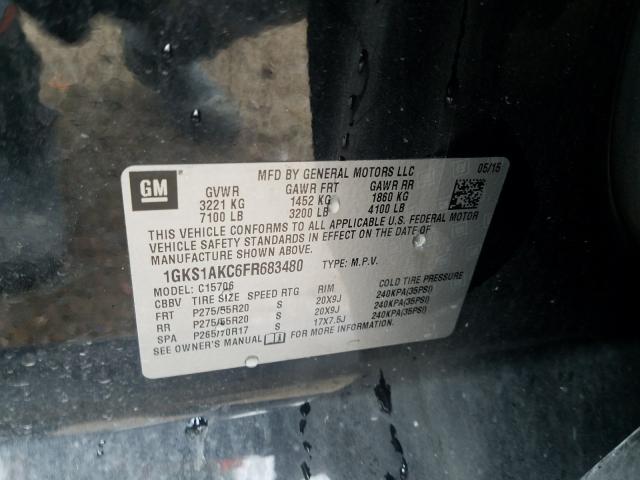 GM
MFD BY GENERAL MOTORS LLC 05/15
GVWR GAWR FRT GAWR RR
3221 KG 1452 KG 1860 KG
7100 LB 3200 LB 4100 LB
THIS VEHICLE CONFORMS TO ALL APPLICABLE U.S. FEDERAL MOTOR
VEHICLE SAFETY STANDARDS IN EFFECT ON THE DATE OF
MANUFACTURE SHOWN ABOVE.
1GKS1AKC6FR683480 TYPE: M.P.V.
MODEL: C15706
CBBV TIRE SIZE SPEED RTG RIM COLD TIRE PRESSURE
FRT P275/55R20 S 20X9J 240KPA(35PSI)
RR P275/55R20 S 20X9J 240KPA(35PSI)
SPA P265/70R17 S 17X7.5J 240KPA(35PSI)
SEE OWNER'S MANUAL FOR MORE INFORMATION